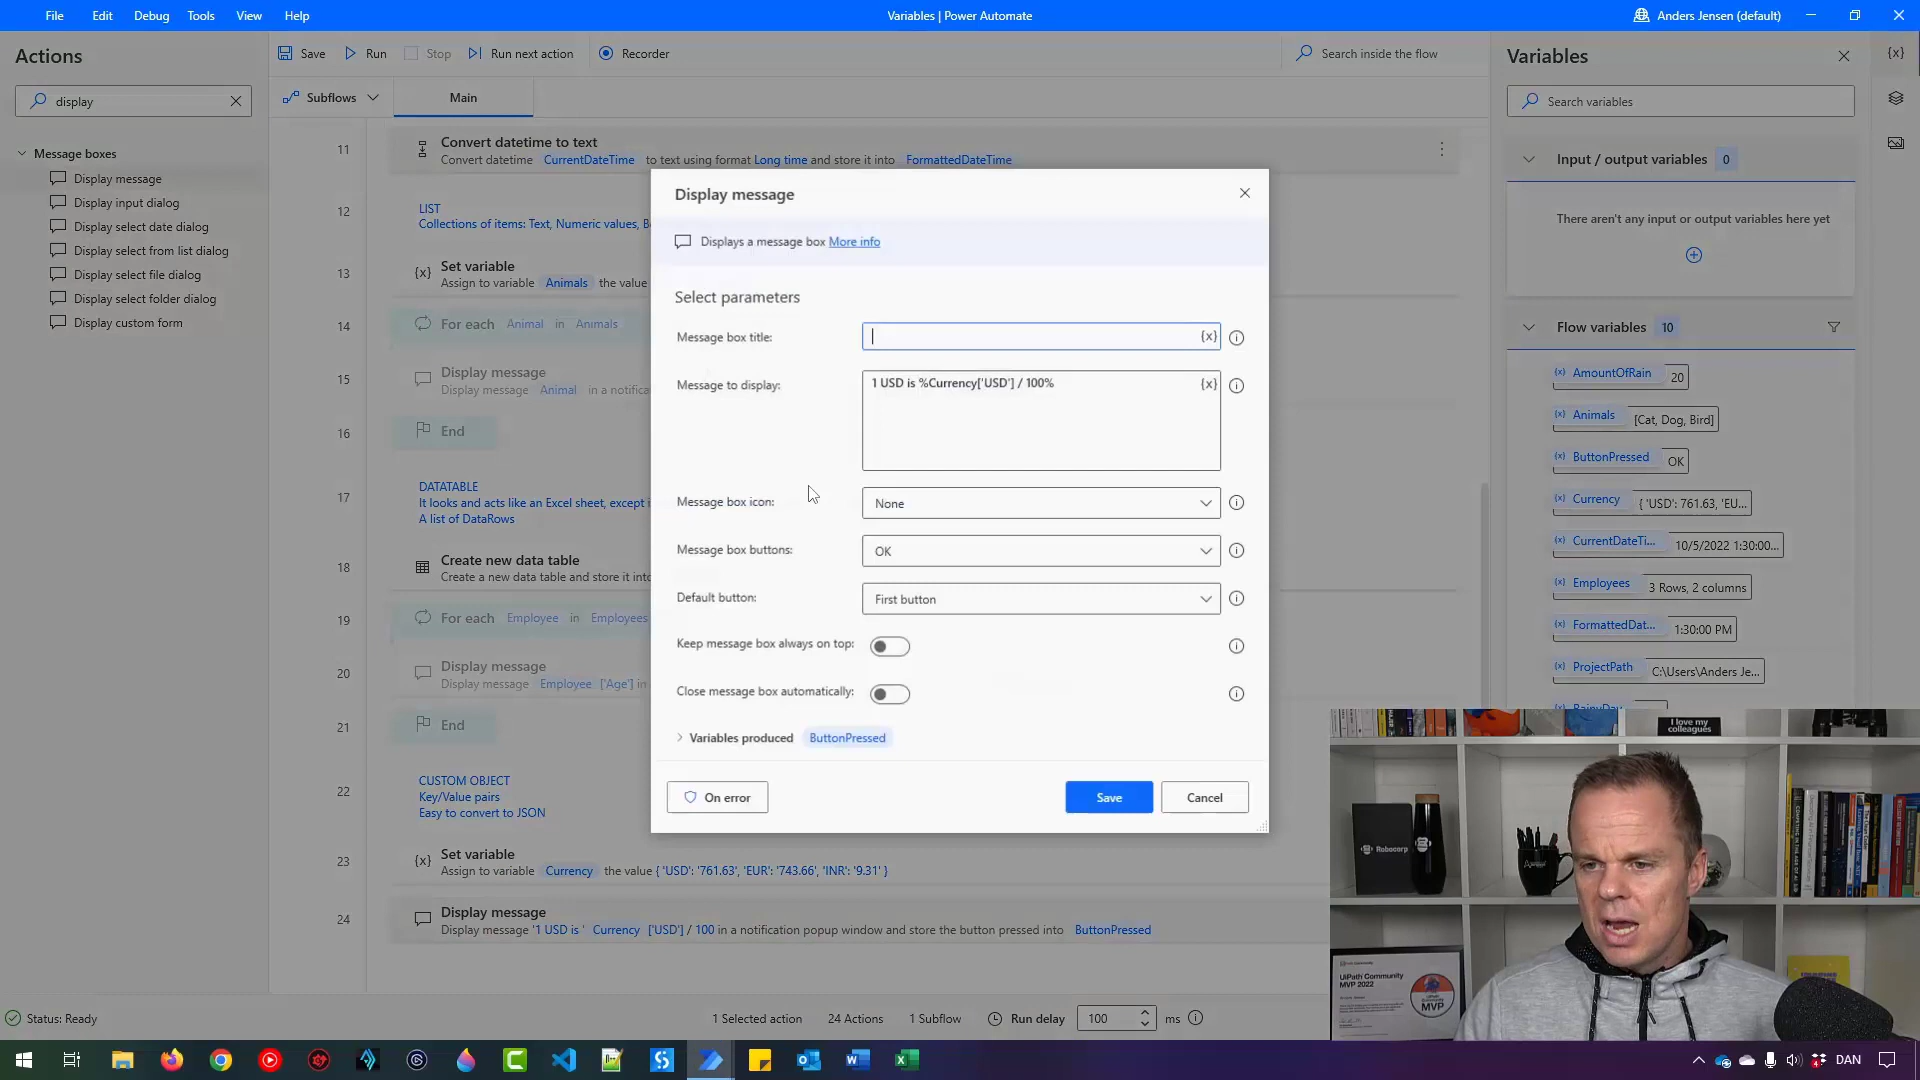 File Edit Debug Tools View Help
Variables | Power Automate
Anders Jensen (default)
Actions
display
Message boxes
Display message
Display input dialog
Display select date dialog
Display select from list dialog
Display select file dialog
Display select folder dialog
Display custom form
Save Run Stop Run next action Recorder
Search inside the flow
Subflows Main
11 Convert datetime to text
Convert datetime CurrentDateTime to text using format Long time and store it into FormattedDateTime
12 LIST
Collections of items: Text, Numeric values,
13 {x} Set variable
Assign to variable Animals the value
14 For each Animal in Animals
15 Display message
Display message Animal in a notification
16 End
17 DATATABLE
It looks and acts like an Excel sheet, except i
A list of DataRows
18 Create new data table
Create a new data table and store it into
19 For each Employee in Employees
20 Display message
Display message Employee ['Age'] in
21 End
22 CUSTOM OBJECT
Key/Value pairs
Easy to convert to JSON
23 {x} Set variable
Assign to variable Currency the value { 'USD': '761.63', 'EUR': '743.66', 'INR': '9.31' }
24 Display message
Display message '1 USD is ' Currency ['USD'] / 100 in a notification popup window and store the button pressed into ButtonPressed
Display message
Displays a message box More info
Select parameters
Message box title: {x}
Message to display: 1 USD is %Currency['USD'] / 100% {x}
Message box icon: None
Message box buttons: OK
Default button: First button
Keep message box always on top:
Close message box automatically:
Variables produced ButtonPressed
On error Save Cancel
Variables
{x}
Search variables
Input / output variables 0
There aren't any input or output variables here yet
Flow variables 10
AmountOfRain 20
Animals [Cat, Dog, Bird]
ButtonPressed OK
Currency { 'USD': 761.63, 'EU...
CurrentDateTi... 10/5/2022 1:30:00...
Employees 3 Rows, 2 columns
FormattedDat... 1:30:00 PM
ProjectPath C:\Users\Anders Je...
I love my
colleagues
Robocorp
UiPath Community
MVP 2022
MVP
Status: Ready
1 Selected action 24 Actions 1 Subflow Run delay 100 ms
DAN